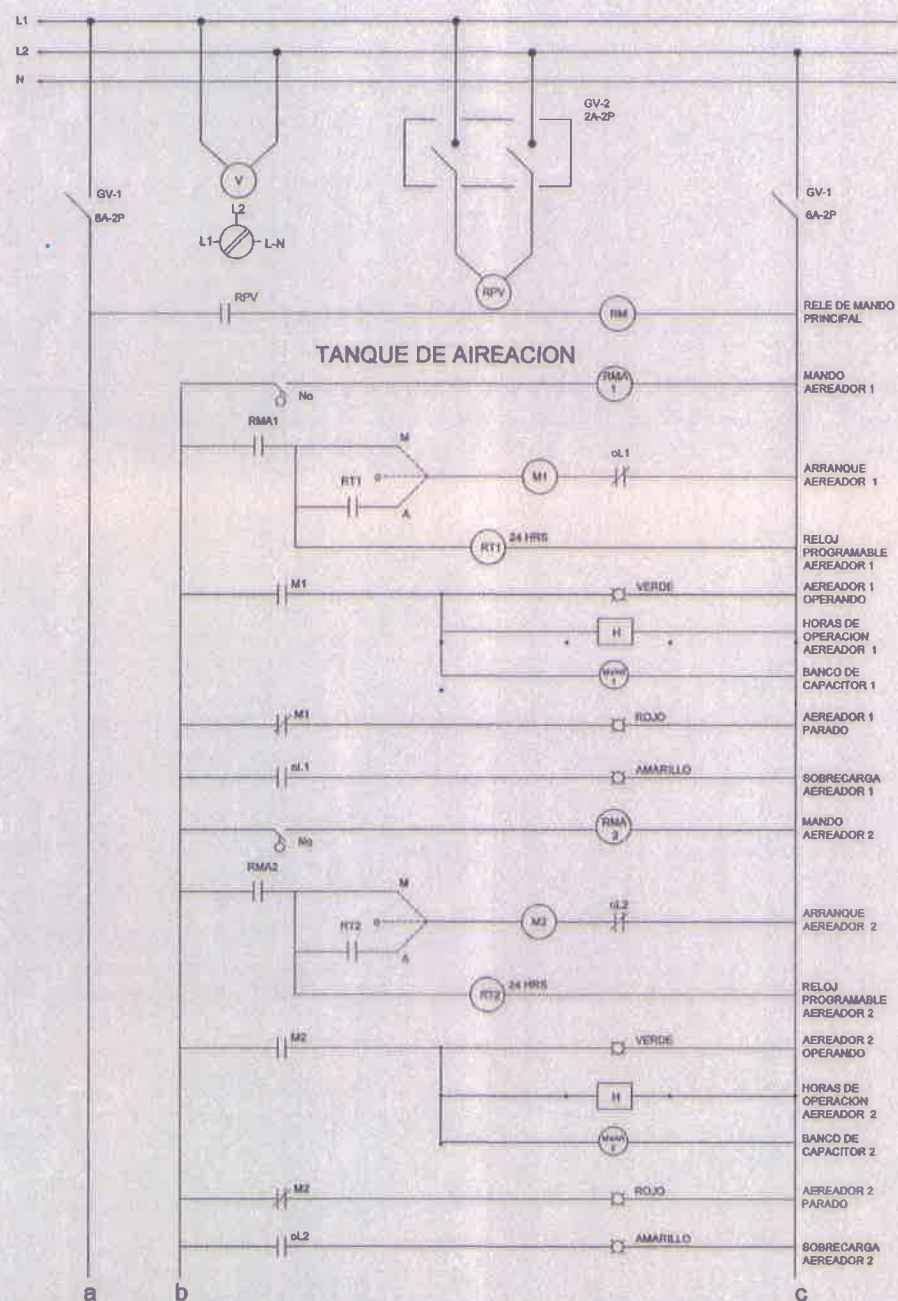 L1
L2
N
GV-2
2A-2P
GV-1
6A-2P
V
L2
L1
L-N
GV-1
6A-2P
RPV
RPV
RM
RELE DE MANDO
PRINCIPAL
TANQUE DE AIREACION
No
RMA
1
MANDO
AEREADOR 1
RMA1
M
oL1
RT1
o
M1
ARRANQUE
AEREADOR 1
A
RT1
24 HRS
RELOJ
PROGRAMABLE
AEREADOR 1
M1
VERDE
AEREADOR 1
OPERANDO
H
HORAS DE
OPERACION
AEREADOR 1
1
BANCO DE
CAPACITOR 1
M1
ROJO
AEREADOR 1
PARADO
oL1
AMARILLO
SOBRECARGA
AEREADOR 1
No
RMA
2
MANDO
AEREADOR 2
RMA2
M
oL2
RT2
o
M2
ARRANQUE
AEREADOR 2
A
RT2
24 HRS
RELOJ
PROGRAMABLE
AEREADOR 2
M2
VERDE
AEREADOR 2
OPERANDO
H
HORAS DE
OPERACION
AEREADOR 2
BANCO DE
CAPACITOR 2
M2
ROJO
AEREADOR 2
PARADO
oL2
AMARILLO
SOBRECARGA
AEREADOR 2
a
b
c